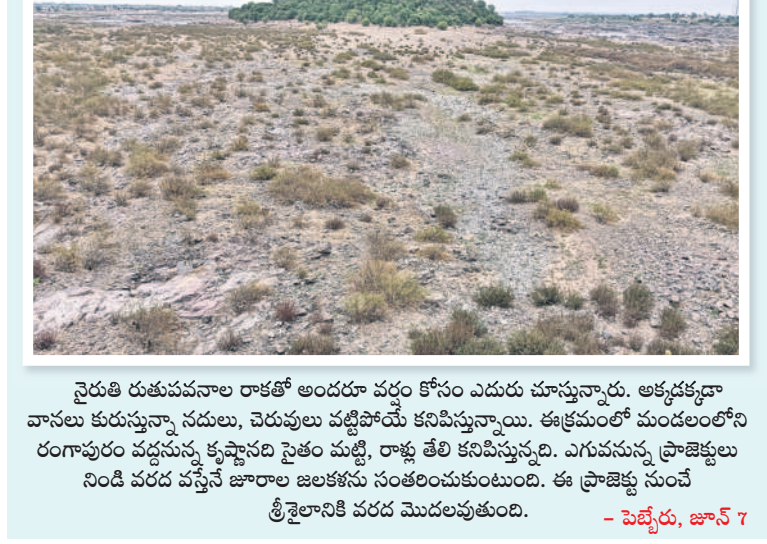 నైరుతి రుతుపవనాల రాకతో అందరూ వర్షం కోసం ఎదురు చూస్తున్నారు. అక్కడక్కడా
వానలు కురుస్తున్నా నదులు, చెరువులు వట్టిపోయే కనిపిస్తున్నాయి. ఈక్రమంలో మండలంలోని
రంగాపురం వద్దనున్న కృష్ణానది సైతం మట్టి, రాళ్లు తేలి కనిపిస్తున్నది. ఎగువనున్న ప్రాజెక్టులు
నిండి వరద వస్తేనే జూరాల జలకళను సంతరించుకుంటుంది. ఈ ప్రాజెక్టు నుంచే
శ్రీశైలానికి వరద మొదలవుతుంది.
– పెబ్బేరు, జూన్ 7